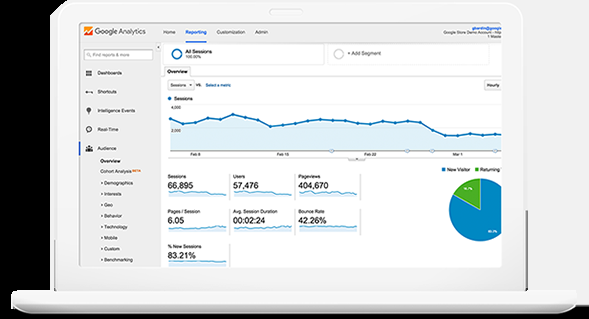 Google Analytics
Home Reporting Customization Admin
Google Store Demo Account - http
Find reports & more
All Sessions
100.00%
+ Add Segment
Dashboards
Shortcuts
Intelligence Events
Real-Time
Audience
Overview
Cohort Analysis BETA
Demographics
Interests
Geo
Behavior
Technology
Mobile
Custom
Benchmarking
Overview
Sessions VS. Select a metric
Hourly
Sessions
4,000
2,000
Feb 8 Feb 15 Feb 22 Mar 1
Sessions
66,895
Users
57,476
Pageviews
404,670
Pages / Session
6.05
Avg. Session Duration
00:02:24
Bounce Rate
42.26%
% New Sessions
83.21%
New Visitor Returning